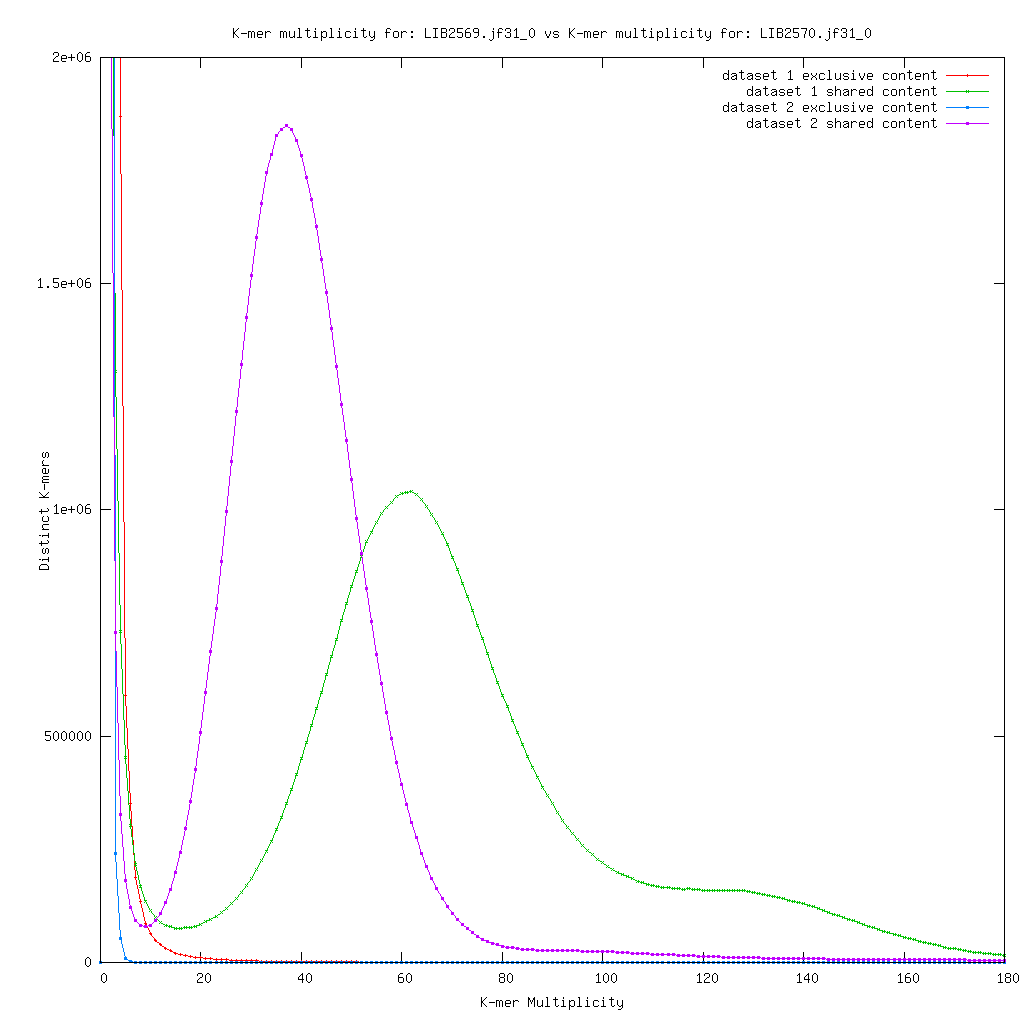 K-mer multiplicity for: LIB2569.jf31_0 vs K-mer multiplicity for: LIB2570.jf31_0
2e+06
dataset 1 exclusive content
dataset 1 shared content
dataset 2 exclusive content
dataset 2 shared content
1.5e+06
1e+06
Distinct K-mers
500000
0
0 20 40 60 80 100 120 140 160 180
K-mer Multiplicity